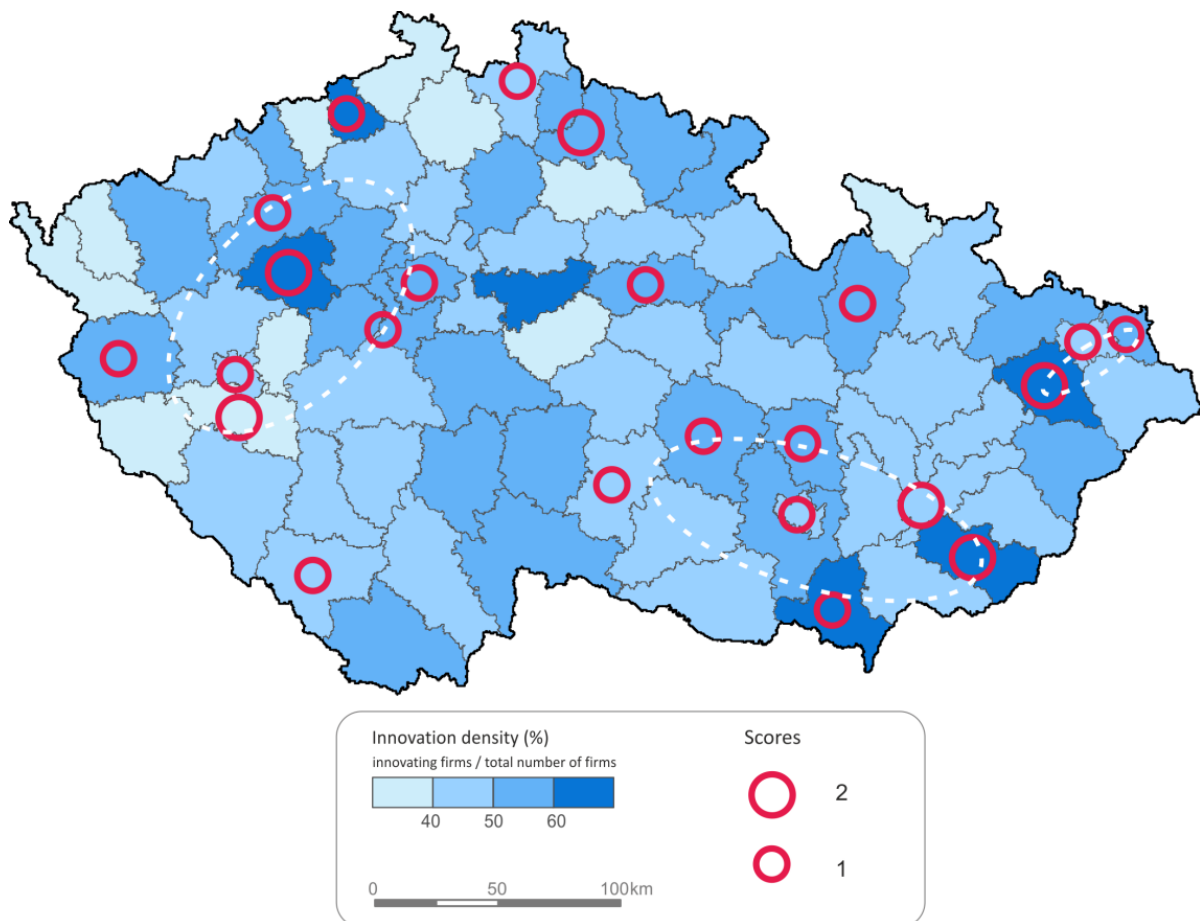 Innovation density (%)
innovating firms / total number of firms
40 50 60
Scores
2
1
0 50 100km